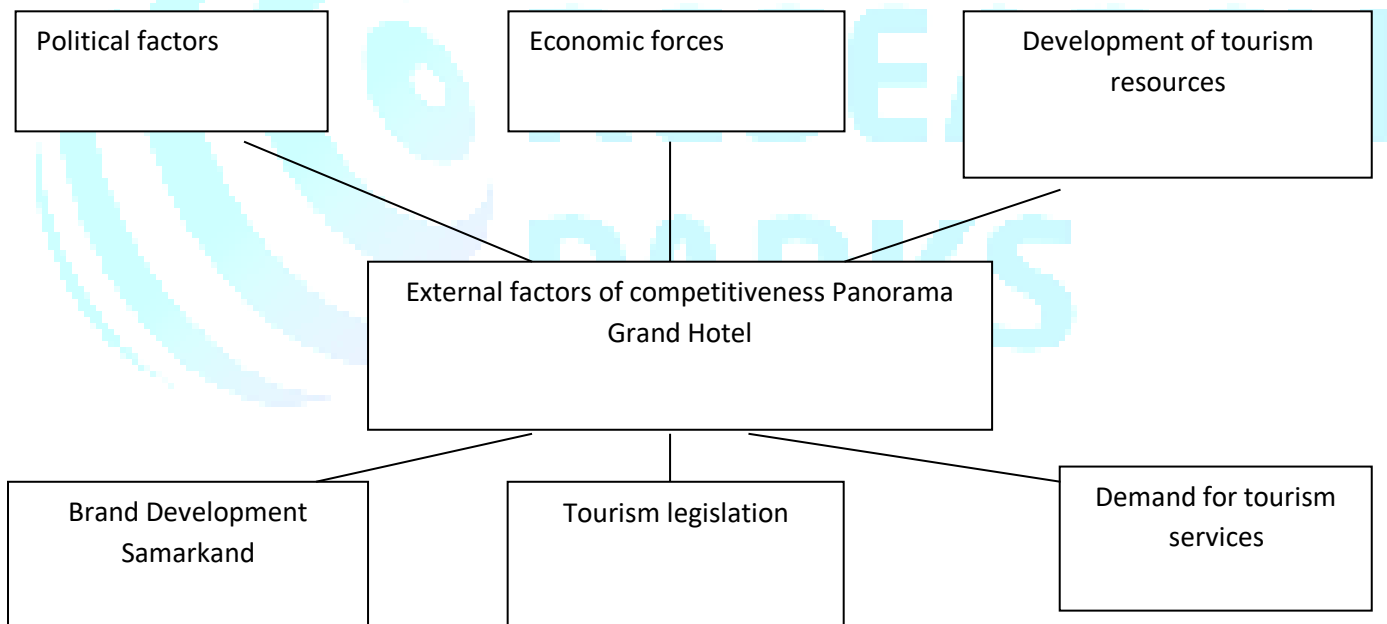 Political factors
Economic forces
Development of tourism
resources
External factors of competitiveness Panorama
Grand Hotel
Brand Development
Samarkand
Tourism legislation
Demand for tourism
services